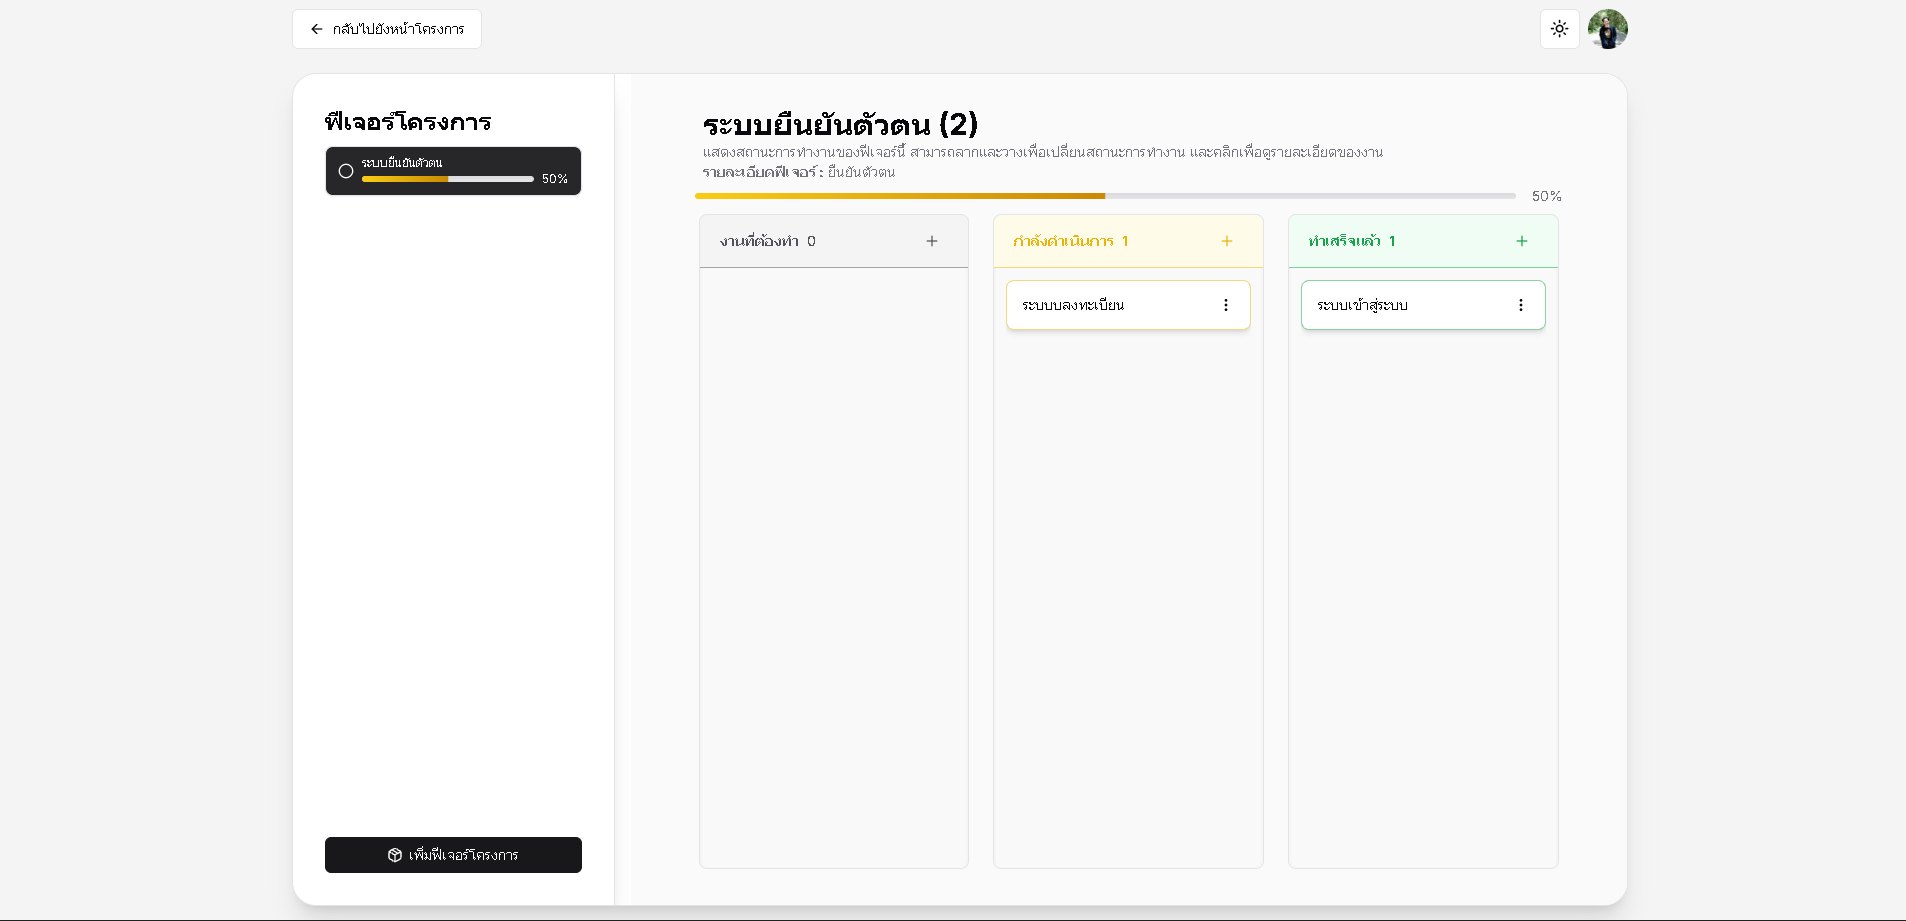 กลับไปยังหน้าโครงการ
ฟีเจอร์โครงการ
ระบบยืนยันตัวตน
50%
เพิ่มฟีเจอร์โครงการ
ระบบยืนยันตัวตน (2)
แสดงสถานะการทำงานของฟีเจอร์นี้ สามารถลากและวางเพื่อเปลี่ยนสถานะการทำงาน และคลิกเพื่อดูรายละเอียดของงาน
รายละเอียดฟีเจอร์ : ยืนยันตัวตน
50%
งานที่ต้องทำ 0
กำลังดำเนินการ 1
ระบบบลงทะเบียน
ทำเสร็จแล้ว 1
ระบบเข้าสู่ระบบ